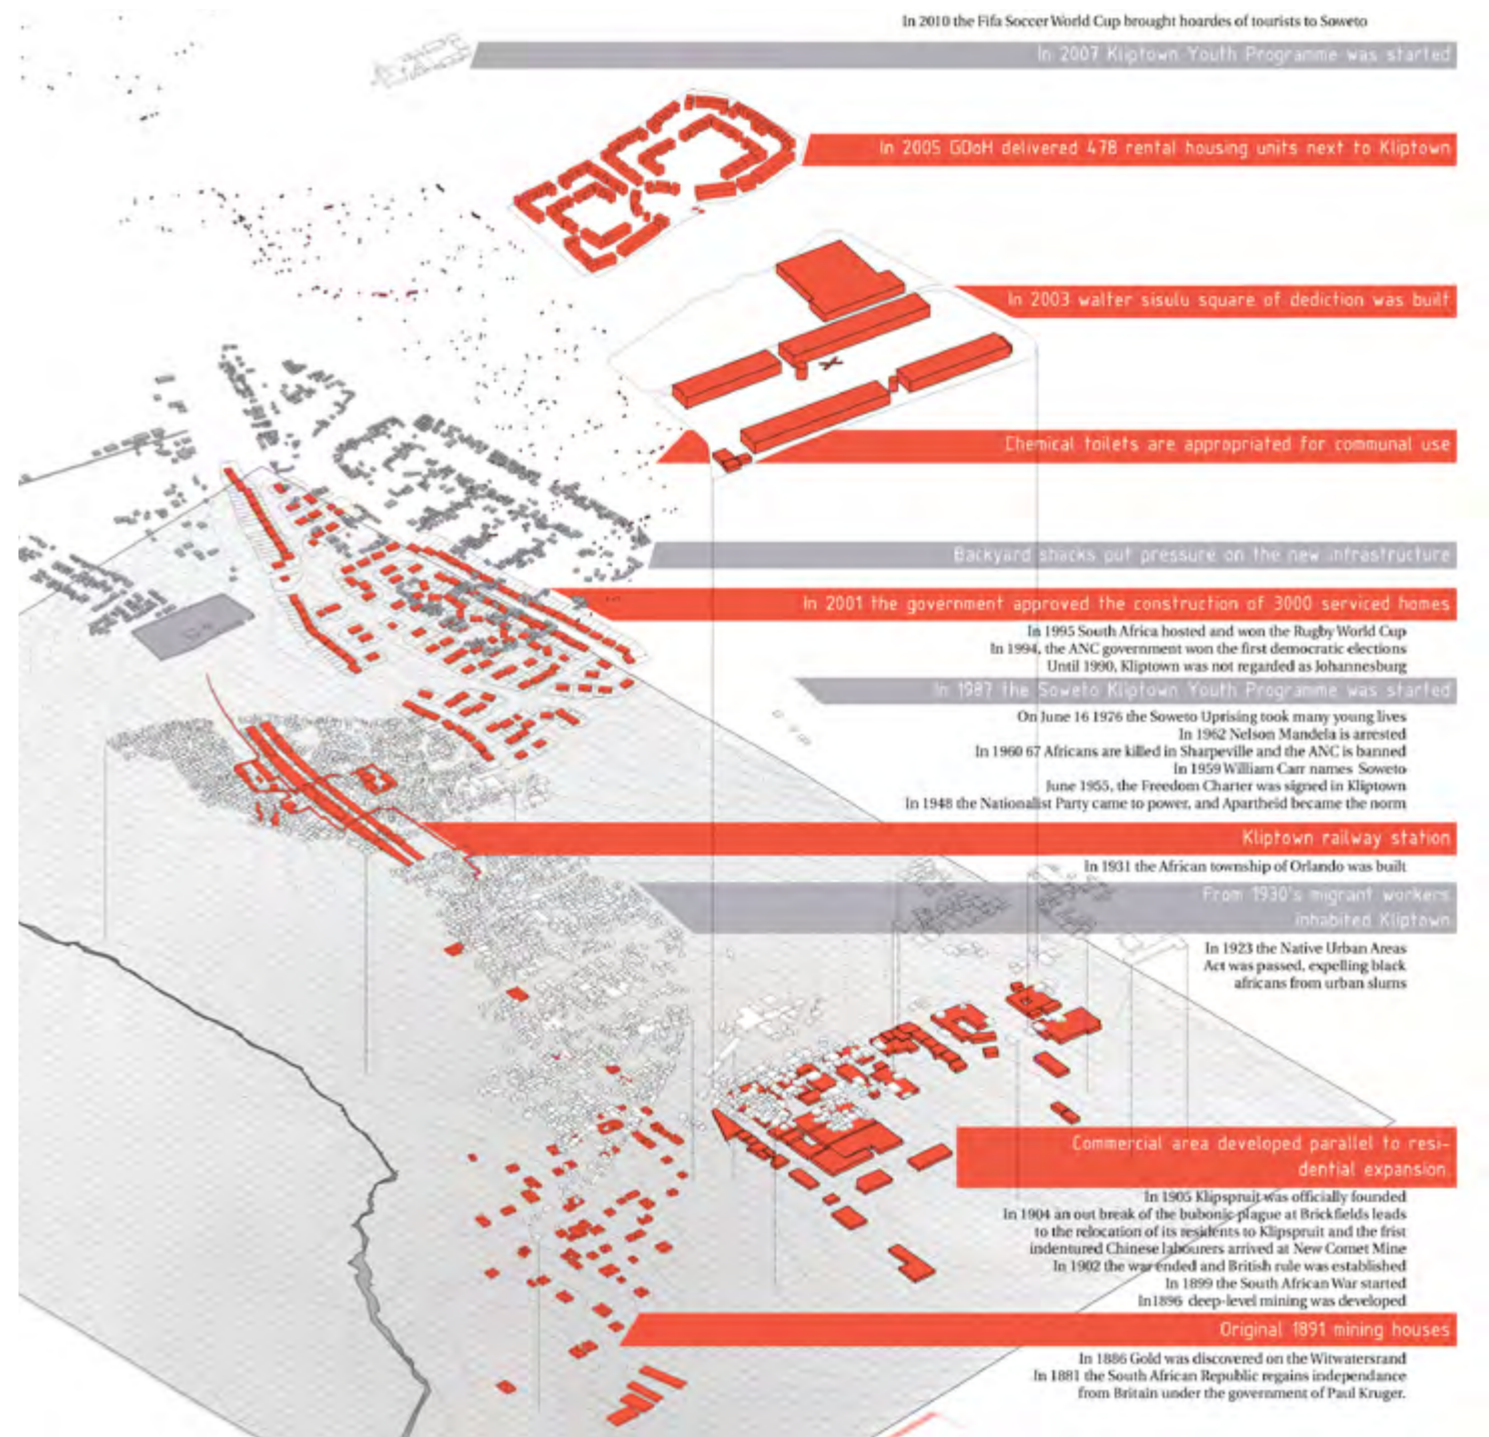 In 2010 the Fifa Soccer World Cup brought hoardes of tourists to Soweto
In 2007 Kliptown Youth Programme was started
In 2005 GDoH delivered 478 rental housing units next to Kliptown
In 2003 walter sisulu square of dediction was built
Chemical toilets are appropriated for communal use
Backyard shacks put pressure on the new infrastructure
In 2001 the government approved the construction of 3000 serviced homes
In 1995 South Africa hosted and won the Rugby World Cup
In 1994, the ANC government won the first democratic elections
Until 1990, Kliptown was not regarded as Johannesburg
In 1987 the Soweto Kliptown Youth Programme was started
On June 16 1976 the Soweto Uprising took many young lives
In 1962 Nelson Mandela is arrested
In 1960 67 Africans are killed in Sharpeville and the ANC is banned
In 1959 William Carr names Soweto
June 1955, the Freedom Charter was signed in Kliptown
In 1948 the Nationalist Party came to power, and Apartheid became the norm
Kliptown railway station
In 1931 the African township of Orlando was built
From 1930's migrant workers
inhabited Kliptown
In 1923 the Native Urban Areas
Act was passed, expelling black
africans from urban slums
Commercial area developed parallel to resi-
dential expansion.
In 1905 Klipspruit was officially founded
In 1904 an out break of the bubonic plague at Brickfields leads
to the relocation of its residents to Klipspruit and the frist
indentured Chinese labourers arrived at New Comet Mine
In 1902 the war ended and British rule was established
In 1899 the South African War started
In1896 deep-level mining was developed
Original 1891 mining houses
In 1886 Gold was discovered on the Witwatersrand
In 1881 the South African Republic regains independance
from Britain under the government of Paul Kruger.